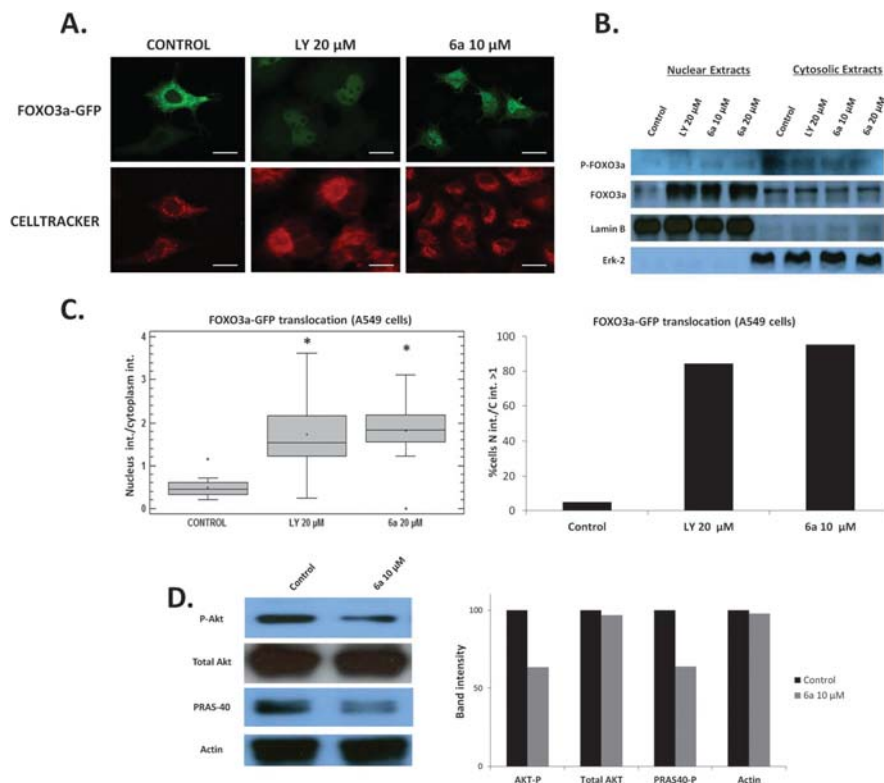 A.
CONTROL
LY 20 µM
6a 10 µM
FOXO3a-GFP
CELLTRACKER
B.
Nuclear Extracts
Cytosolic Extracts
Control
LY 20 µM
6a 10 µM
6a 20 µM
Control
LY 20 µM
6a 10 µM
6a 20 µM
P-FOXO3a
FOXO3a
Lamin B
Erk-2
C.
FOXO3a-GFP translocation (A549 cells)
Nucleus int./cytoplasm int.
4
3
2
1
0
*
*
CONTROL
LY 20 µM
6a 20 µM
FOXO3a-GFP translocation (A549 cells)
%cells N int./C int. >1
100
80
60
40
20
0
Control
LY 20 µM
6a 10 µM
D.
Control
6a 10 µM
P-Akt
Total Akt
PRAS-40
Actin
Band intensity
100
50
0
Control
6a 10 µM
AKT-P
Total AKT
PRAS40-P
Actin